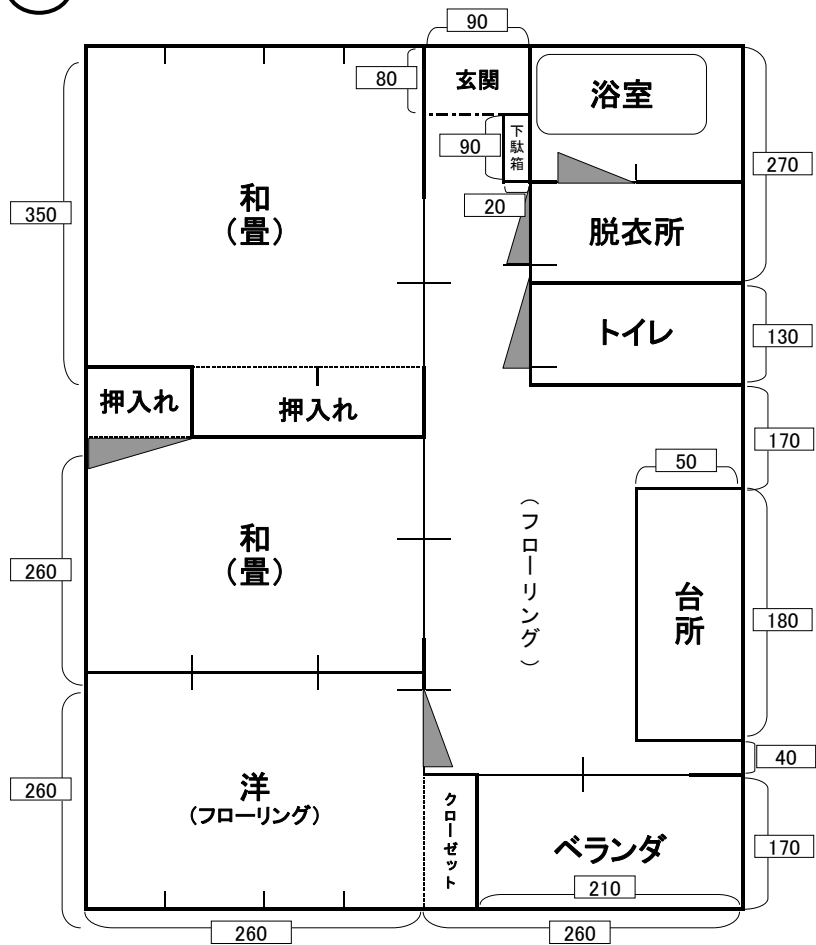 90
玄関
80
浴室
下駄箱
90
270
20
和
(畳)
350
脱衣所
トイレ
130
押入れ
押入れ
170
50
和
(畳)
260
(フローリング)
台所
180
40
洋
(フローリング)
260
クローゼット
ベランダ
170
210
260
260